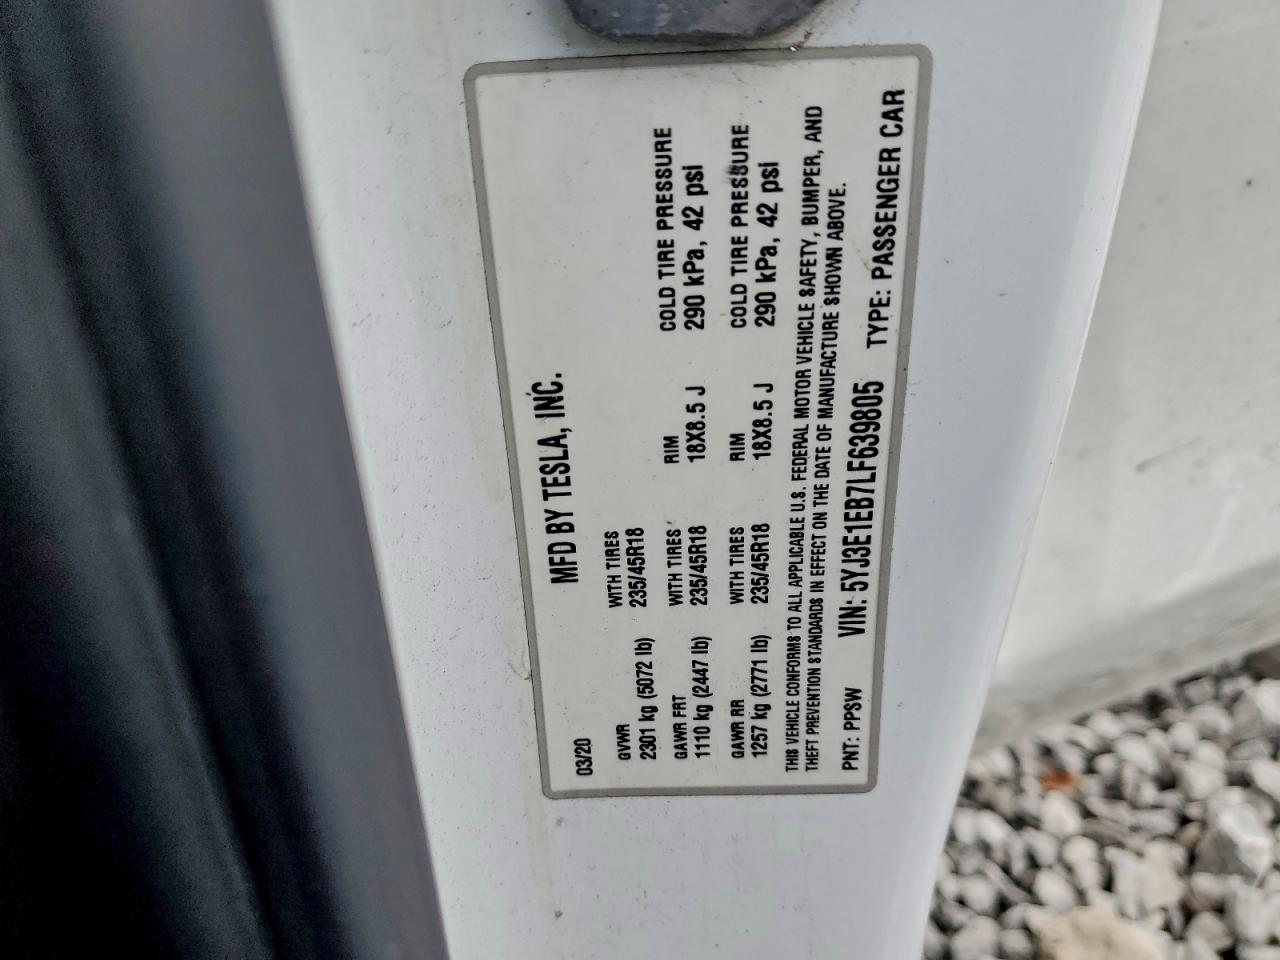 MFD BY TESLA, INC.
03/20
GVWR WITH TIRES
2301 kg (5072 lb) 235/45R18
GAWR FRT WITH TIRES RIM COLD TIRE PRESSURE
1110 kg (2447 lb) 235/45R18 18X8.5 J 290 kPa, 42 psi
GAWR RR WITH TIRES RIM COLD TIRE PRESSURE
1257 kg (2771 lb) 235/45R18 18X8.5 J 290 kPa, 42 psi
THIS VEHICLE CONFORMS TO ALL APPLICABLE U.S. FEDERAL MOTOR VEHICLE SAFETY, BUMPER, AND
THEFT PREVENTION STANDARDS IN EFFECT ON THE DATE OF MANUFACTURE SHOWN ABOVE.
PNT: PPSW VIN: 5YJ3E1EB7LF639805 TYPE: PASSENGER CAR